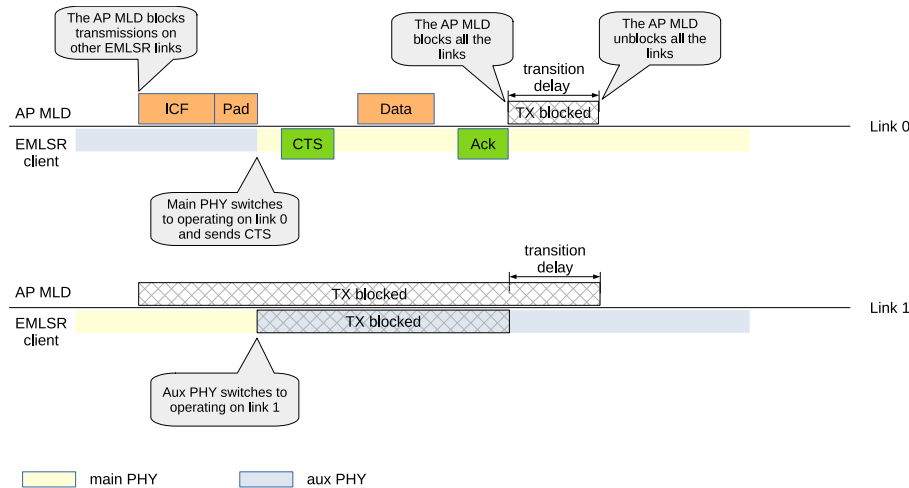 The AP MLD blocks
transmissions on
other EMLSR links
The AP MLD
blocks all the
links
The AP MLD
unblocks all the
links
transition
delay
AP MLD
ICF
Pad
Data
TX blocked
Link 0
EMLSR
client
CTS
Ack
Main PHY switches
to operating on link 0
and sends CTS
transition
delay
AP MLD
TX blocked
Link 1
EMLSR
client
TX blocked
Aux PHY switches to
operating on link 1
main PHY
aux PHY